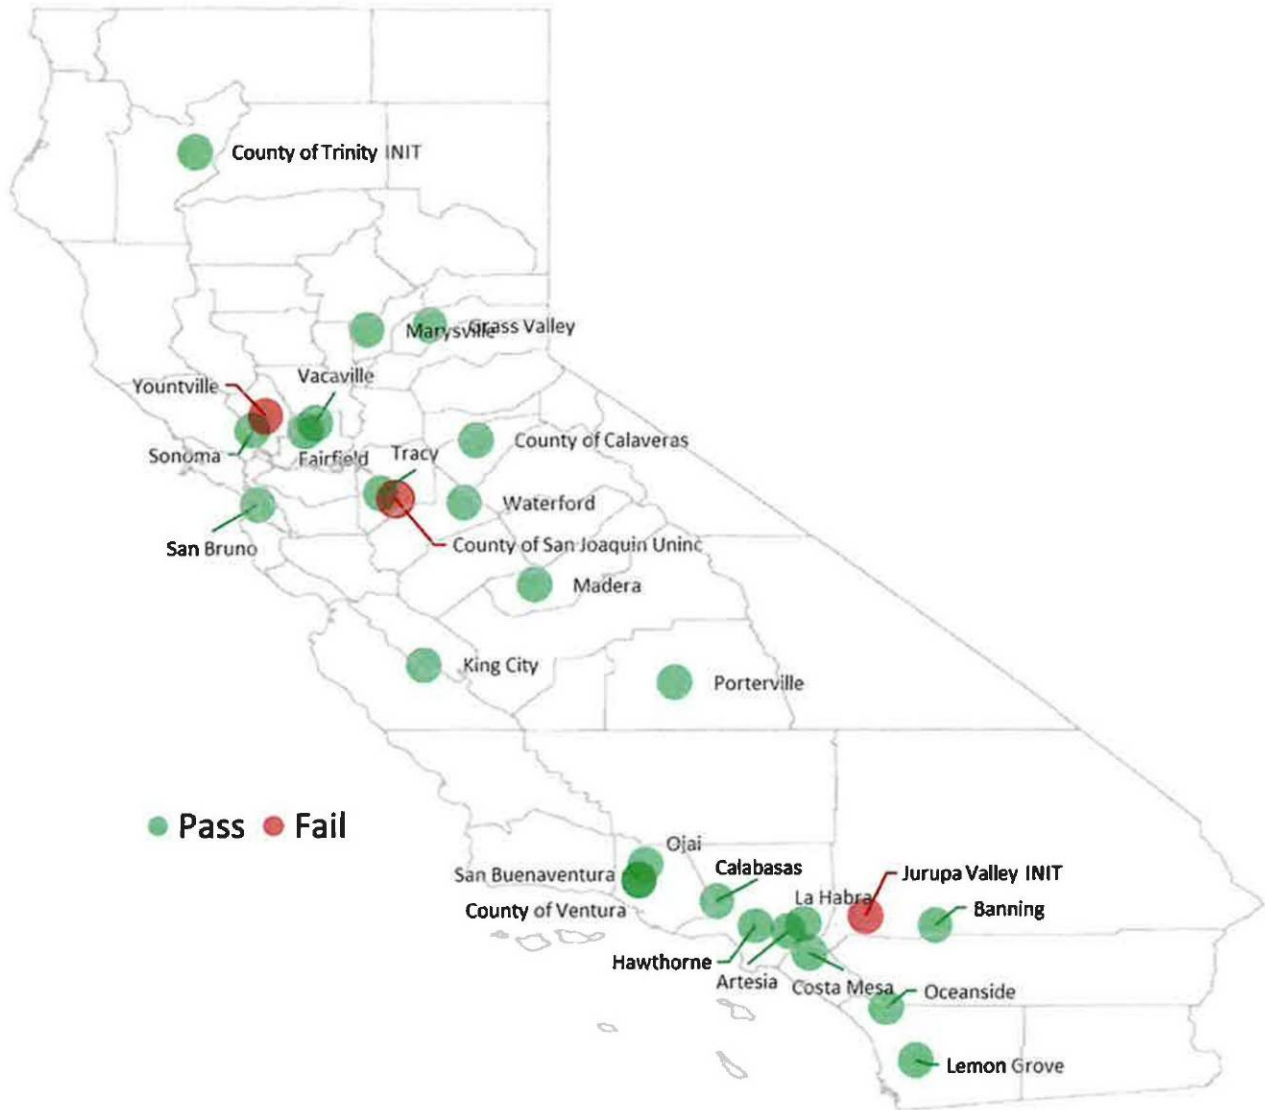 County of Trinity INIT
Marysville
Grass Valley
Yountville
Vacaville
Sonoma
Fairfield
Tracy
County of Calaveras
Waterford
San Bruno
County of San Joaquin Uninc
Madera
King City
Porterville
Pass
Fail
Ojai
San Buenaventura
Calabasas
Jurupa Valley INIT
La Habra
County of Ventura
Banning
Hawthorne
Artesia
Costa Mesa
Oceanside
Lemon Grove